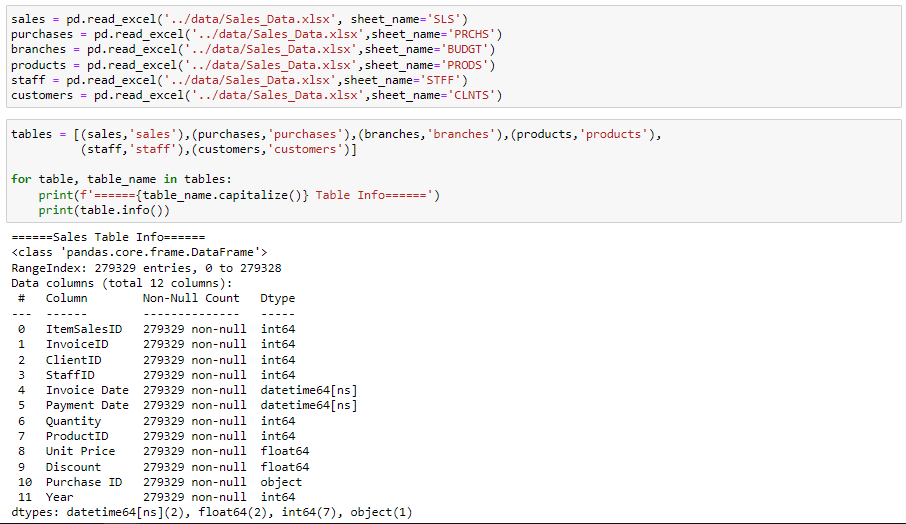 sales = pd.read_excel('../data/Sales_Data.xlsx', sheet_name='SLS')
purchases = pd.read_excel('../data/Sales_Data.xlsx',sheet_name='PRCHS')
branches = pd.read_excel('../data/Sales_Data.xlsx',sheet_name='BUDGT')
products = pd.read_excel('../data/Sales_Data.xlsx',sheet_name='PRODS')
staff = pd.read_excel('../data/Sales_Data.xlsx',sheet_name='STFF')
customers = pd.read_excel('../data/Sales_Data.xlsx',sheet_name='CLNTS')
tables = [(sales,'sales'),(purchases,'purchases'),(branches,'branches'),(products,'products'),
          (staff,'staff'),(customers,'customers')]
for table, table_name in tables:
    print(f'======{table_name.capitalize()} Table Info======')
    print(table.info())
======Sales Table Info======
<class 'pandas.core.frame.DataFrame'>
RangeIndex: 279329 entries, 0 to 279328
Data columns (total 12 columns):
 #   Column        Non-Null Count   Dtype
---  ------        --------------   -----
 0   ItemSalesID   279329 non-null  int64
 1   InvoiceID     279329 non-null  int64
 2   ClientID      279329 non-null  int64
 3   StaffID       279329 non-null  int64
 4   Invoice Date  279329 non-null  datetime64[ns]
 5   Payment Date  279329 non-null  datetime64[ns]
 6   Quantity      279329 non-null  int64
 7   ProductID     279329 non-null  int64
 8   Unit Price    279329 non-null  float64
 9   Discount      279329 non-null  float64
 10  Purchase ID   279329 non-null  object
 11  Year          279329 non-null  int64
dtypes: datetime64[ns](2), float64(2), int64(7), object(1)